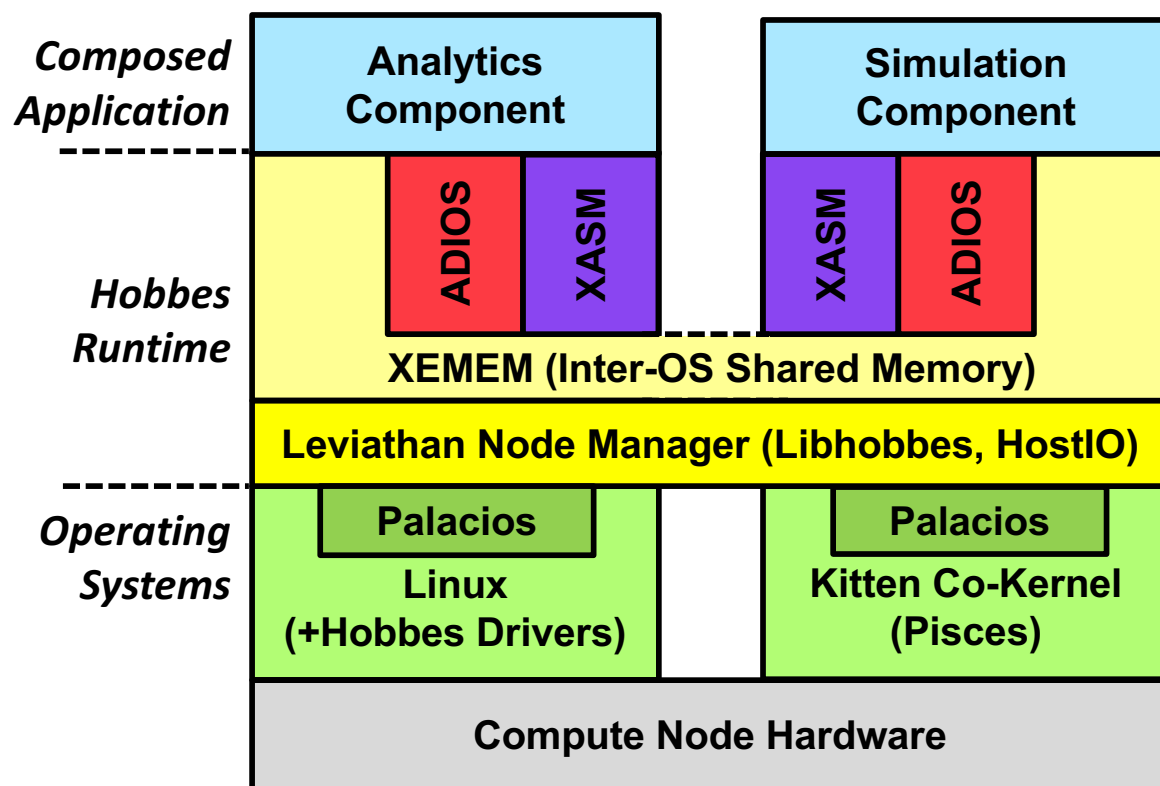 Composed
Application
Analytics
Component
Simulation
Component
Hobbes
Runtime
ADIOS
XASM
XASM
ADIOS
XEMEM (Inter-OS Shared Memory)
Leviathan Node Manager (Libhobbes, HostIO)
Operating
Systems
Palacios
Linux
(+Hobbes Drivers)
Palacios
Kitten Co-Kernel
(Pisces)
Compute Node Hardware